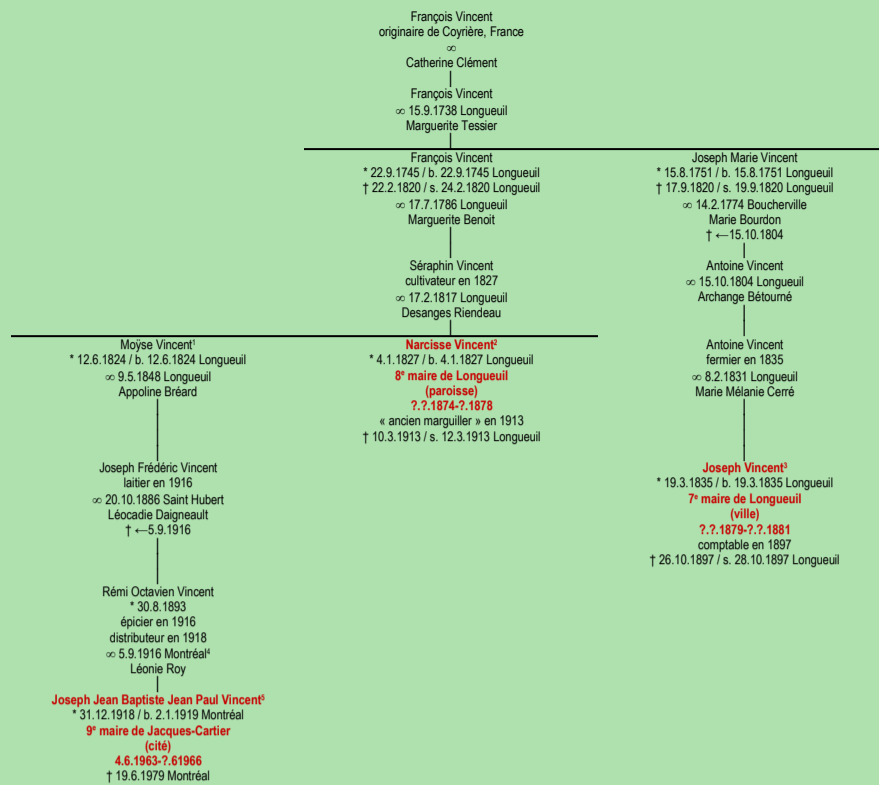 François Vincent
originaire de Coyrière, France
∞
Catherine Clément
François Vincent
∞ 15.9.1738 Longueuil
Marguerite Tessier
François Vincent
* 22.9.1745 / b. 22.9.1745 Longueuil
† 22.2.1820 / s. 24.2.1820 Longueuil
∞ 17.7.1786 Longueuil
Marguerite Benoit
Joseph Marie Vincent
* 15.8.1751 / b. 15.8.1751 Longueuil
† 17.9.1820 / s. 19.9.1820 Longueuil
∞ 14.2.1774 Boucherville
Marie Bourdon
† ←15.10.1804
Séraphin Vincent
cultivateur en 1827
∞ 17.2.1817 Longueuil
Desanges Riendeau
Antoine Vincent
∞ 15.10.1804 Longueuil
Archange Bétourné
Moÿse Vincent¹
* 12.6.1824 / b. 12.6.1824 Longueuil
∞ 9.5.1848 Longueuil
Appoline Bréard
Narcisse Vincent²
* 4.1.1827 / b. 4.1.1827 Longueuil
8ᵉ maire de Longueuil
(paroisse)
?.?.1874-?.1878
« ancien marguiller » en 1913
† 10.3.1913 / s. 12.3.1913 Longueuil
Antoine Vincent
fermier en 1835
∞ 8.2.1831 Longueuil
Marie Mélanie Cerré
Joseph Frédéric Vincent
laitier en 1916
∞ 20.10.1886 Saint Hubert
Léocadie Daigneault
† ←5.9.1916
Joseph Vincent³
* 19.3.1835 / b. 19.3.1835 Longueuil
7ᵉ maire de Longueuil
(ville)
?.?.1879-?.?.1881
comptable en 1897
† 26.10.1897 / s. 28.10.1897 Longueuil
Rémi Octavien Vincent
* 30.8.1893
épicier en 1916
distributeur en 1918
∞ 5.9.1916 Montréal⁴
Léonie Roy
Joseph Jean Baptiste Jean Paul Vincent⁵
* 31.12.1918 / b. 2.1.1919 Montréal
9ᵉ maire de Jacques-Cartier
(cité)
4.6.1963-?.61966
† 19.6.1979 Montréal